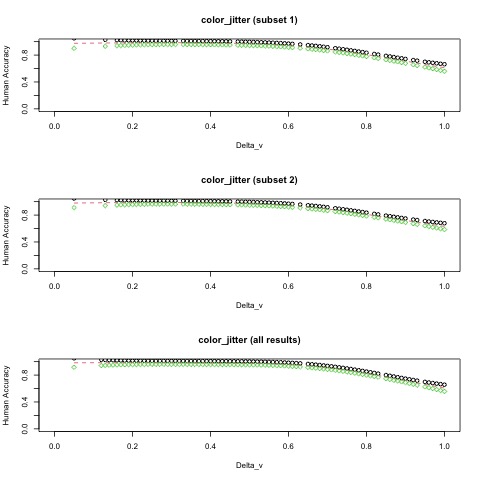 color_jitter (subset 1)
Human Accuracy
0.0 0.4 0.8
0.0 0.2 0.4 0.6 0.8 1.0
Delta_v
color_jitter (subset 2)
Human Accuracy
0.0 0.4 0.8
0.0 0.2 0.4 0.6 0.8 1.0
Delta_v
color_jitter (all results)
Human Accuracy
0.0 0.4 0.8
0.0 0.2 0.4 0.6 0.8 1.0
Delta_v